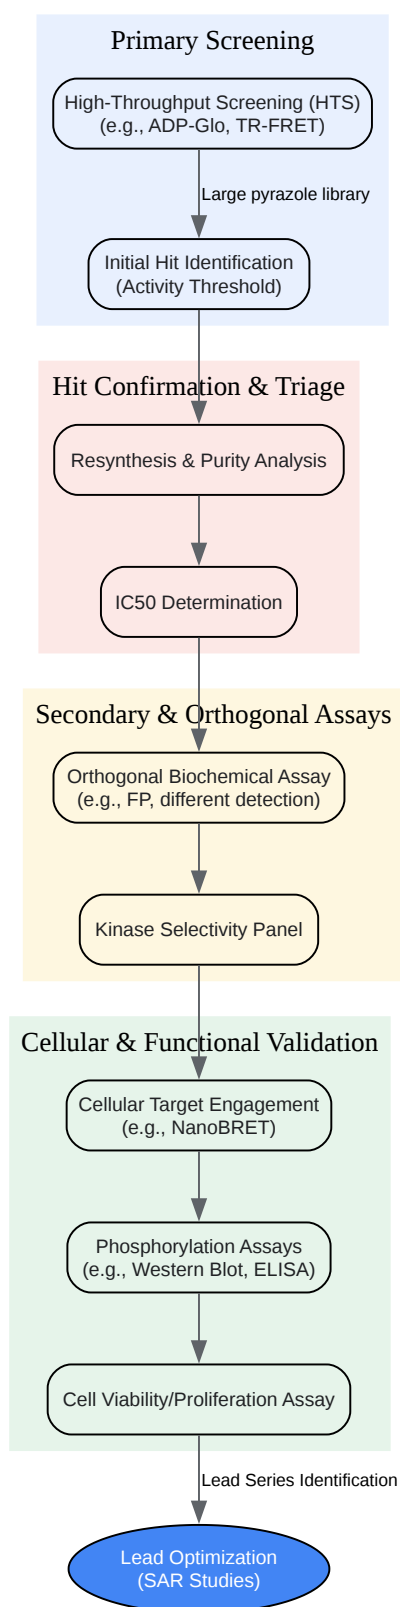 Primary Screening
High-Throughput Screening (HTS)
(e.g., ADP-Glo, TR-FRET)
Large pyrazole library
Initial Hit Identification
(Activity Threshold)
Hit Confirmation & Triage
Resynthesis & Purity Analysis
IC50 Determination
Secondary & Orthogonal Assays
Orthogonal Biochemical Assay
(e.g., FP, different detection)
Kinase Selectivity Panel
Cellular & Functional Validation
Cellular Target Engagement
(e.g., NanoBRET)
Phosphorylation Assays
(e.g., Western Blot, ELISA)
Cell Viability/Proliferation Assay
Lead Series Identification
Lead Optimization
(SAR Studies)